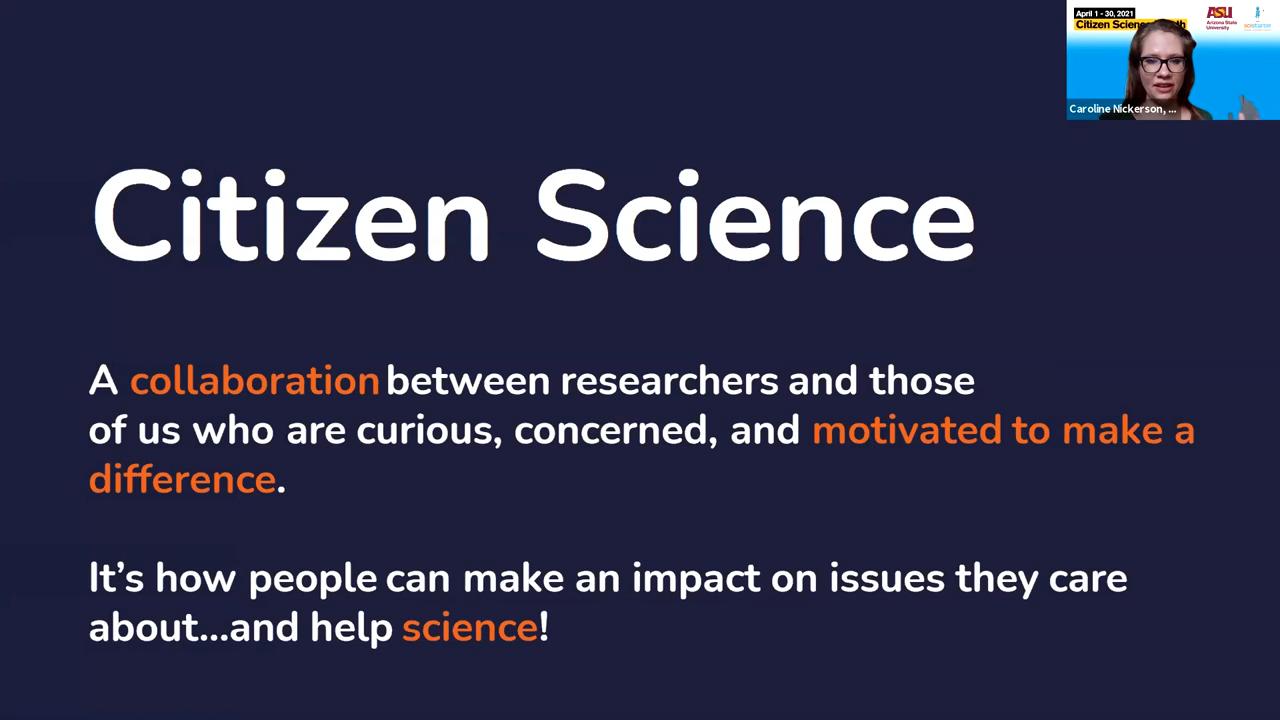 April 1 - 30, 2021
Citizen Science
ASU
Arizona State
University
scistarter
Caroline Nickerson, ...
Citizen Science
A collaboration between researchers and those
of us who are curious, concerned, and motivated to make a
difference.
It’s how people can make an impact on issues they care
about...and help science!